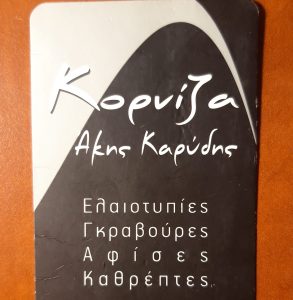 Κορνίζα
Άκης Καρύδης
Ελαιοτυπίες
Γκραβούρες
Αφίσες
Καθρέπτες